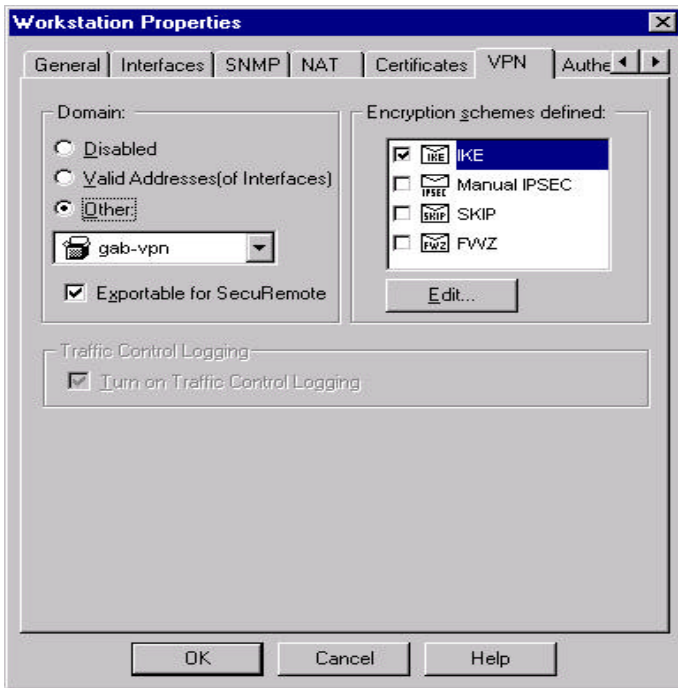 Workstation Properties
General Interfaces SNMP NAT Certificates VPN Authe
Domain:
Disabled
Valid Addresses(of Interfaces)
Other:
gab-vpn
Exportable for SecuRemote
Encryption schemes defined:
IKE IKE
IPSEC Manual IPSEC
SKIP SKIP
FWZ FWZ
Edit...
Traffic Control Logging
Turn on Traffic Control Logging
OK Cancel Help